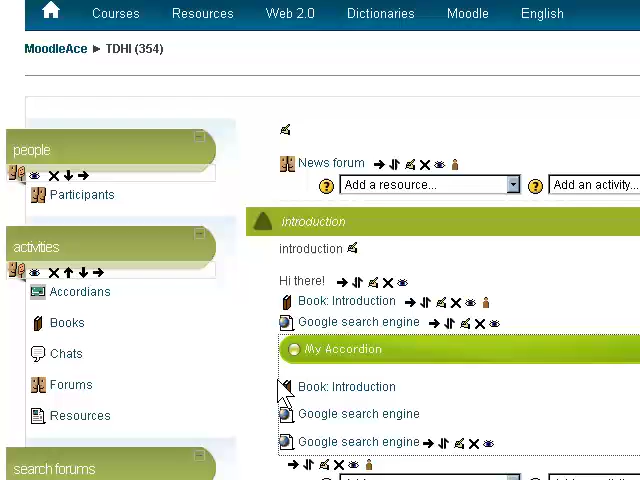 Courses Resources Web 2.0 Dictionaries Moodle English
MoodleAce ► TDHI (354)
people
Participants
activities
Accordians
Books
Chats
Forums
Resources
search forums
News forum
? Add a resource... ? Add an activity...
introduction
introduction
Hi there!
Book: Introduction
Google search engine
My Accordion
Book: Introduction
Google search engine
Google search engine